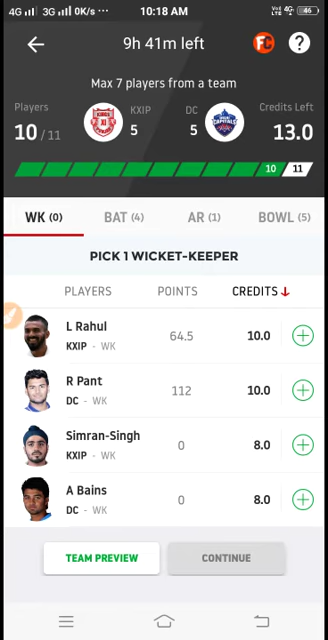 4G 3G 0K/s ... 10:18 AM VoI LTE 4G 46
9h 41m left FC ?
Max 7 players from a team
Players KXIP DC Credits Left
10 / 11 5 5 13.0
10 11
WK (0) BAT (4) AR (1) BOWL (5)
PICK 1 WICKET-KEEPER
PLAYERS POINTS CREDITS
L Rahul
KXIP - WK 64.5 10.0
R Pant
DC - WK 112 10.0
Simran-Singh
KXIP - WK 0 8.0
A Bains
DC - WK 0 8.0
TEAM PREVIEW CONTINUE